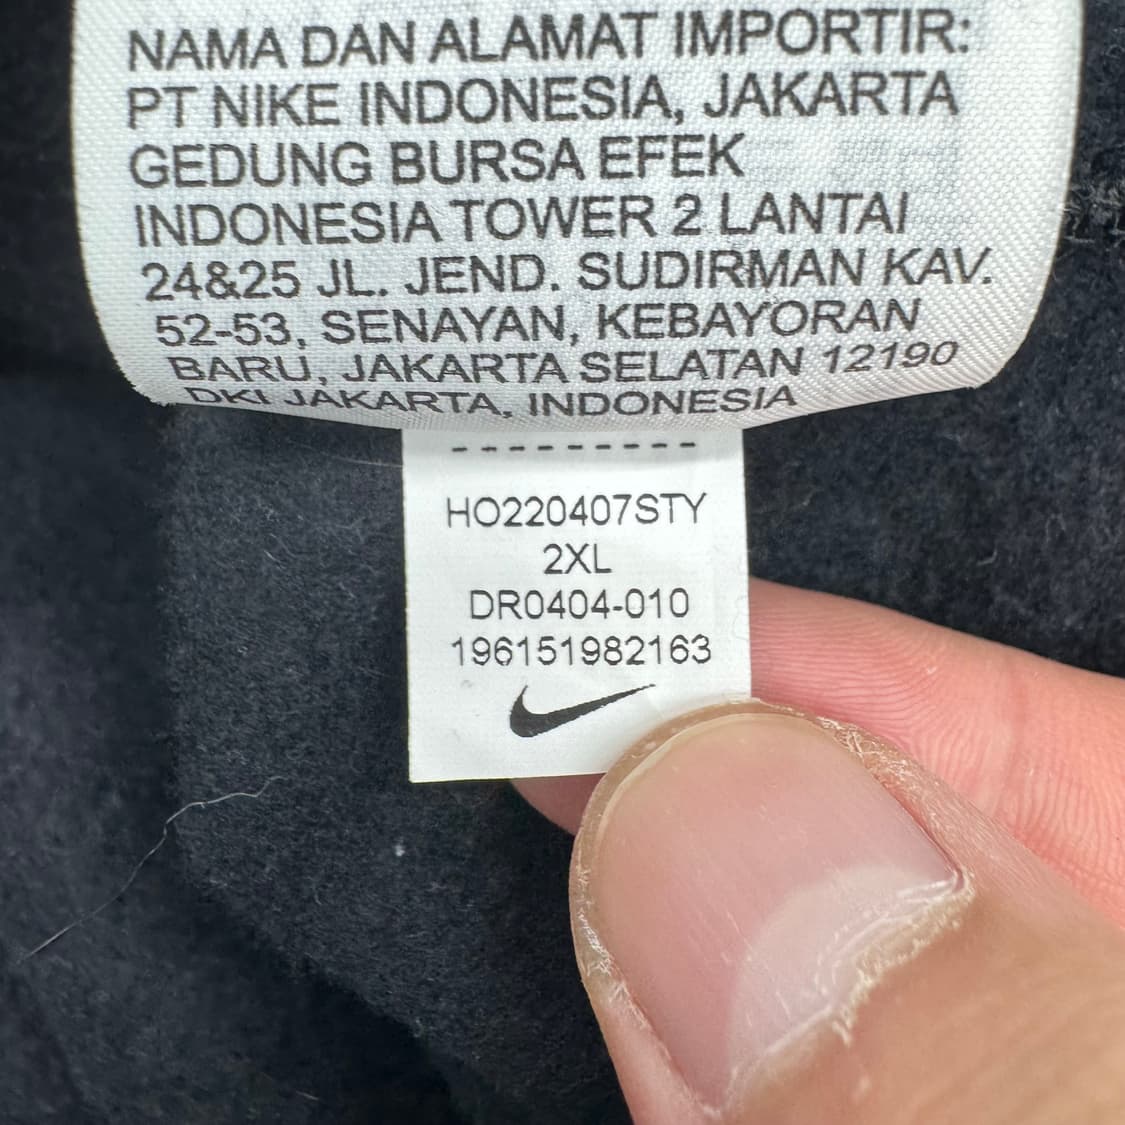 NAMA DAN ALAMAT IMPORTIR:
PT NIKE INDONESIA, JAKARTA
GEDUNG BURSA EFEK
INDONESIA TOWER 2 LANTAI
24&25 JL. JEND. SUDIRMAN KAV.
52-53, SENAYAN, KEBAYORAN
BARU, JAKARTA SELATAN 12190
DKI JAKARTA, INDONESIA
HO220407STY
2XL
DR0404-010
196151982163